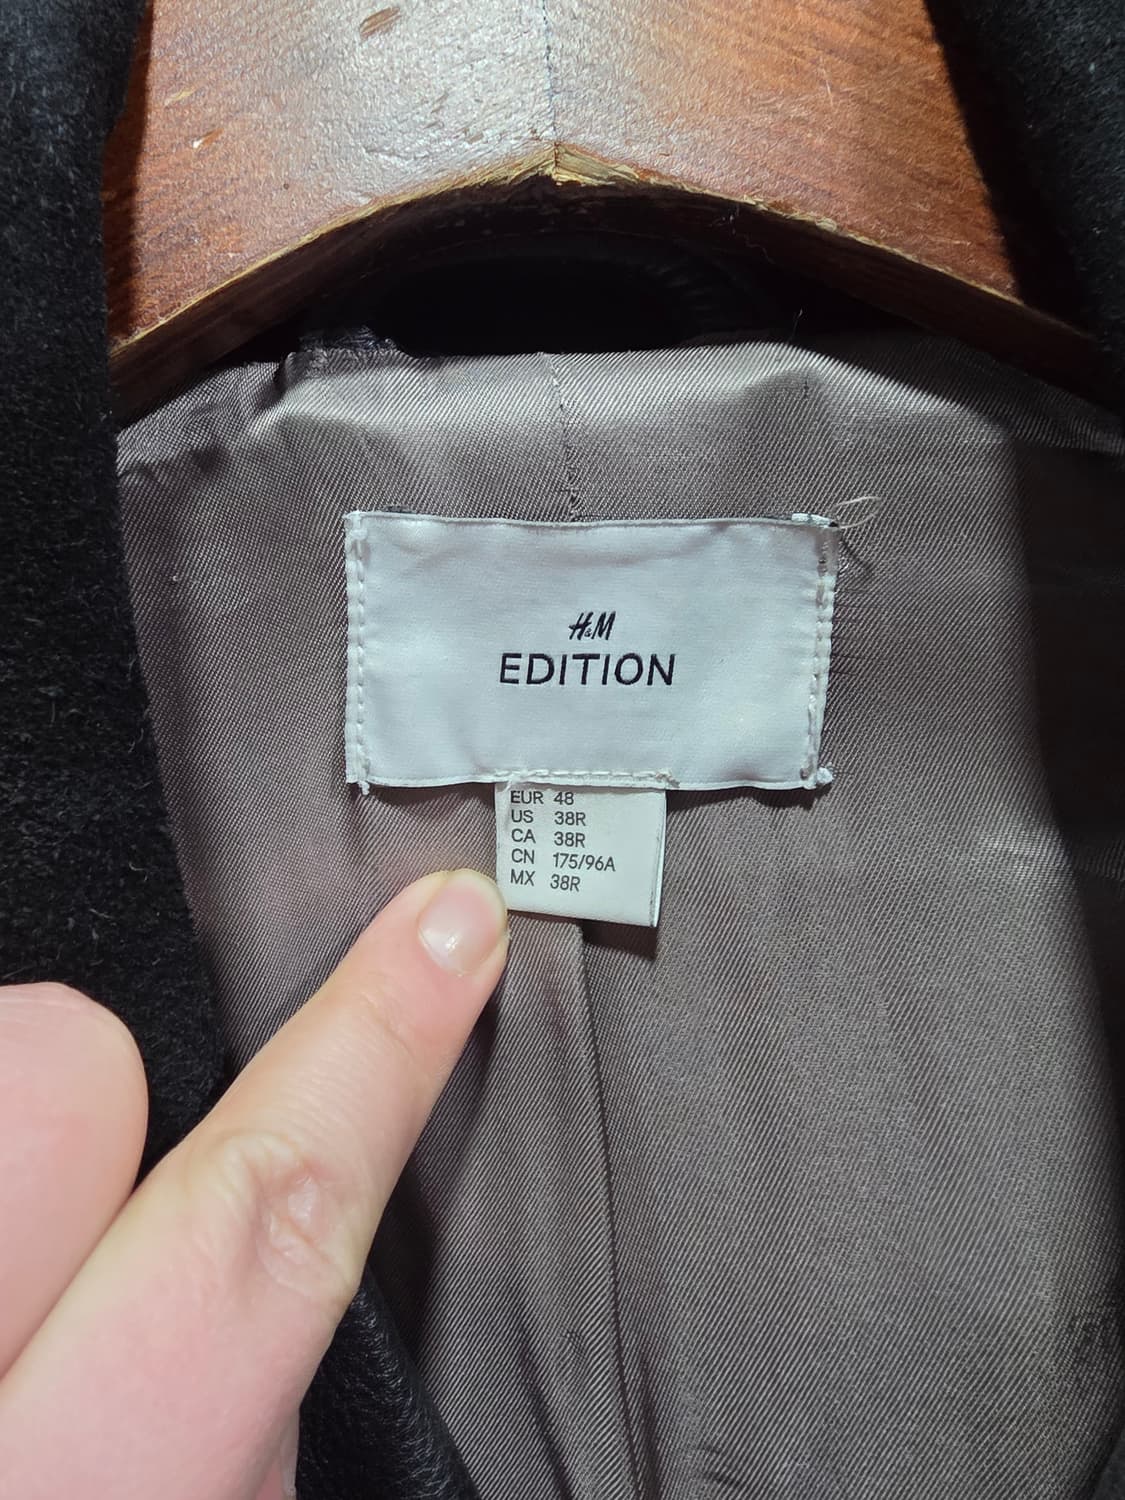 H&M
EDITION
EUR 48
US 38R
CA 38R
CN 175/96A
MX 38R